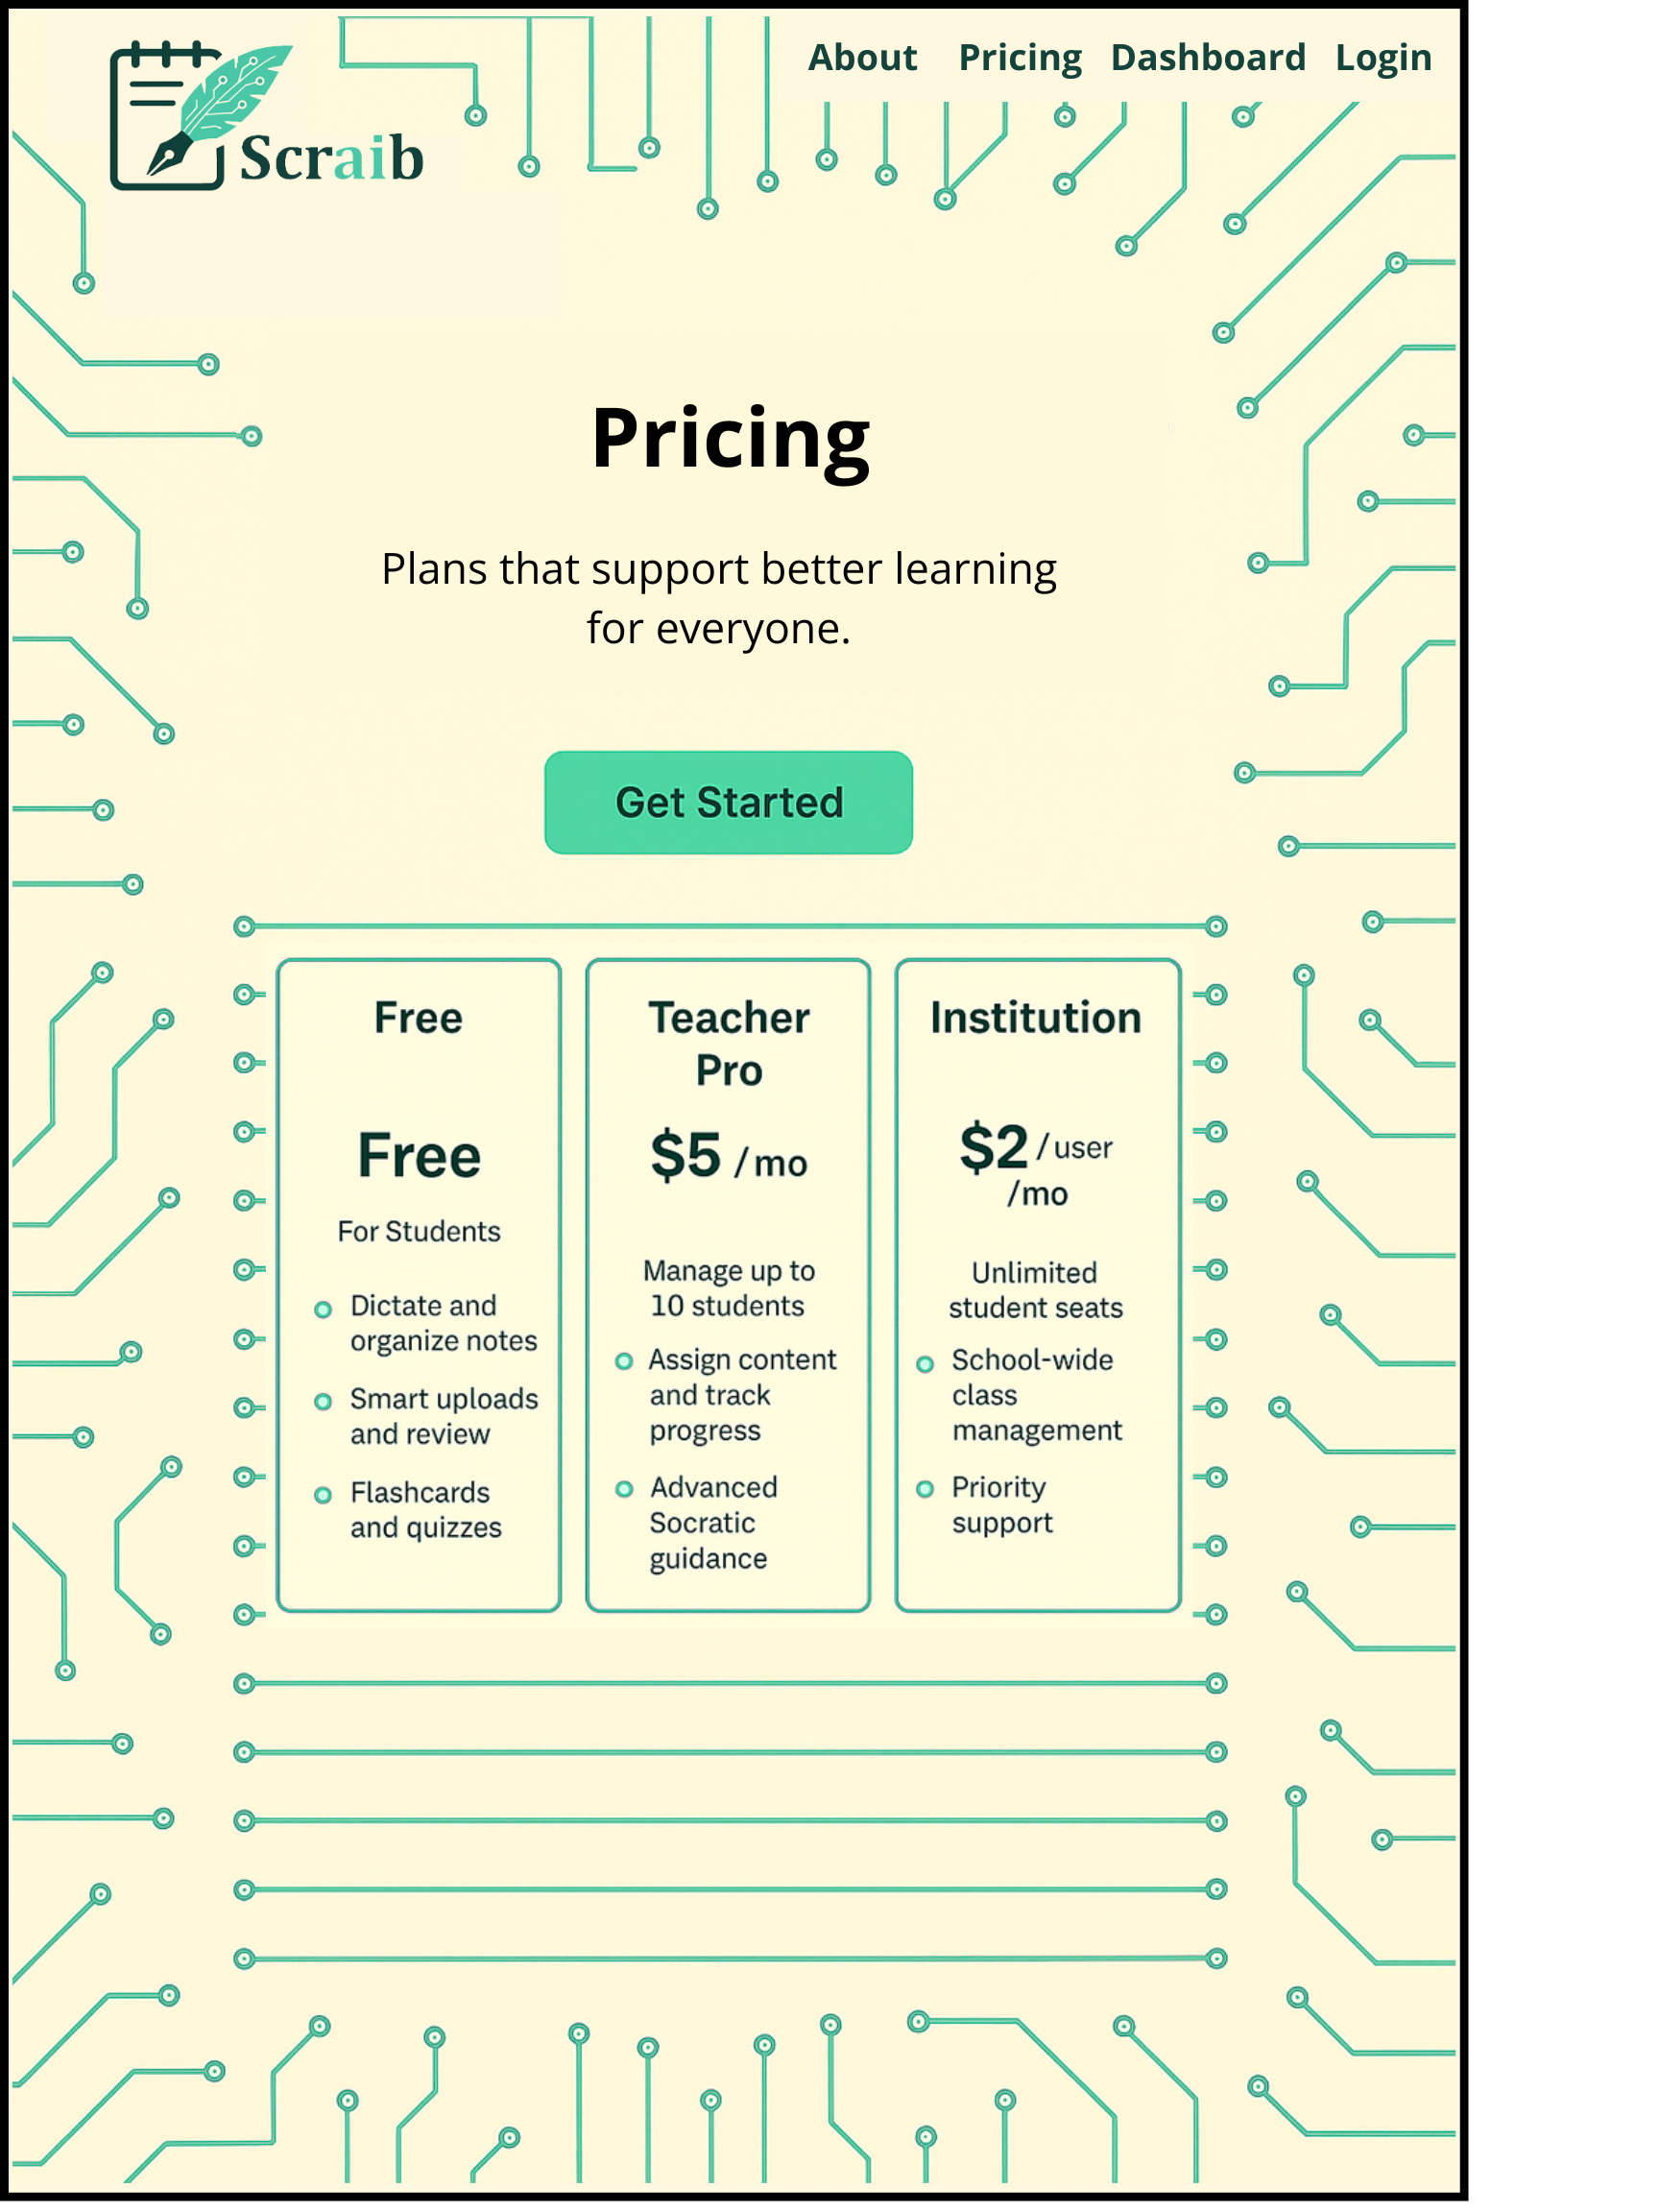 Scraib
About Pricing Dashboard Login
Pricing
Plans that support better learning
for everyone.
Get Started
Free
Free
For Students
Dictate and
organize notes
Smart uploads
and review
Flashcards
and quizzes
Teacher
Pro
$5 /mo
Manage up to
10 students
Assign content
and track
progress
Advanced
Socratic
guidance
Institution
$2 /user
/mo
Unlimited
student seats
School-wide
class
management
Priority
support